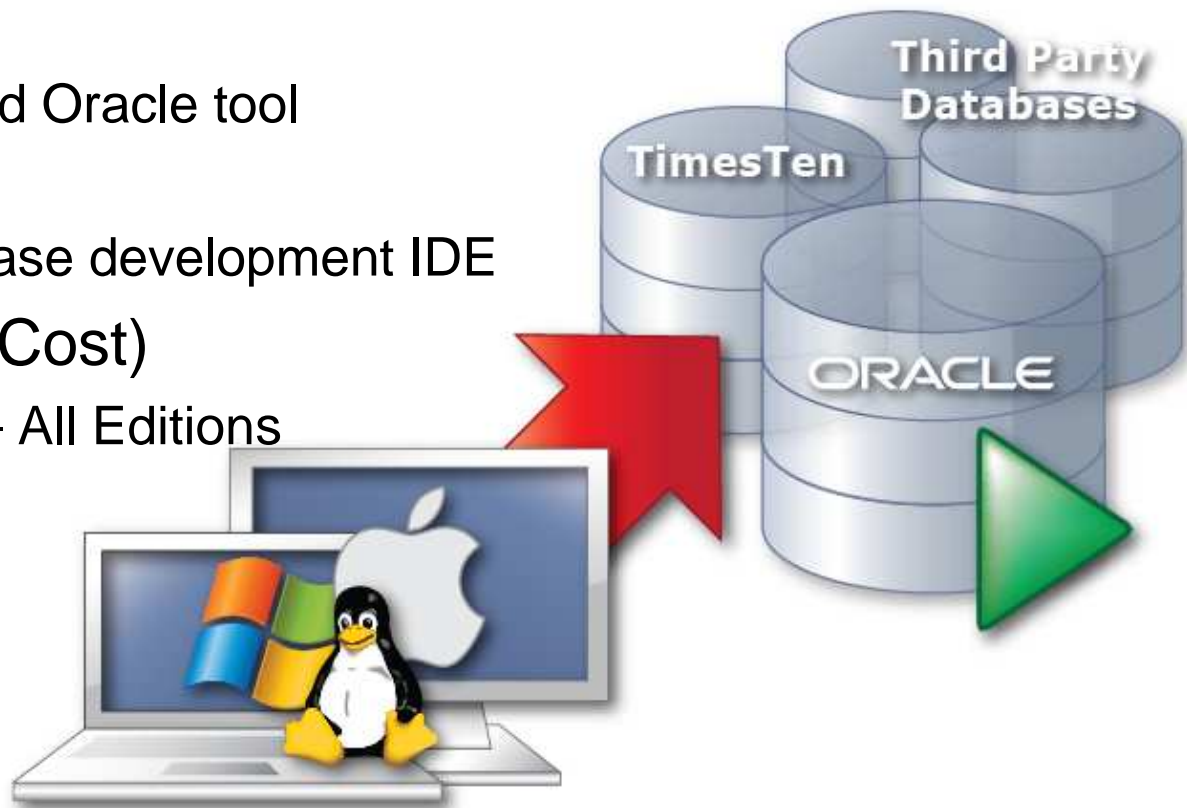 d Oracle tool
ase development IDE
Cost)
- All Editions
Third Party
Databases
TimesTen
ORACLE